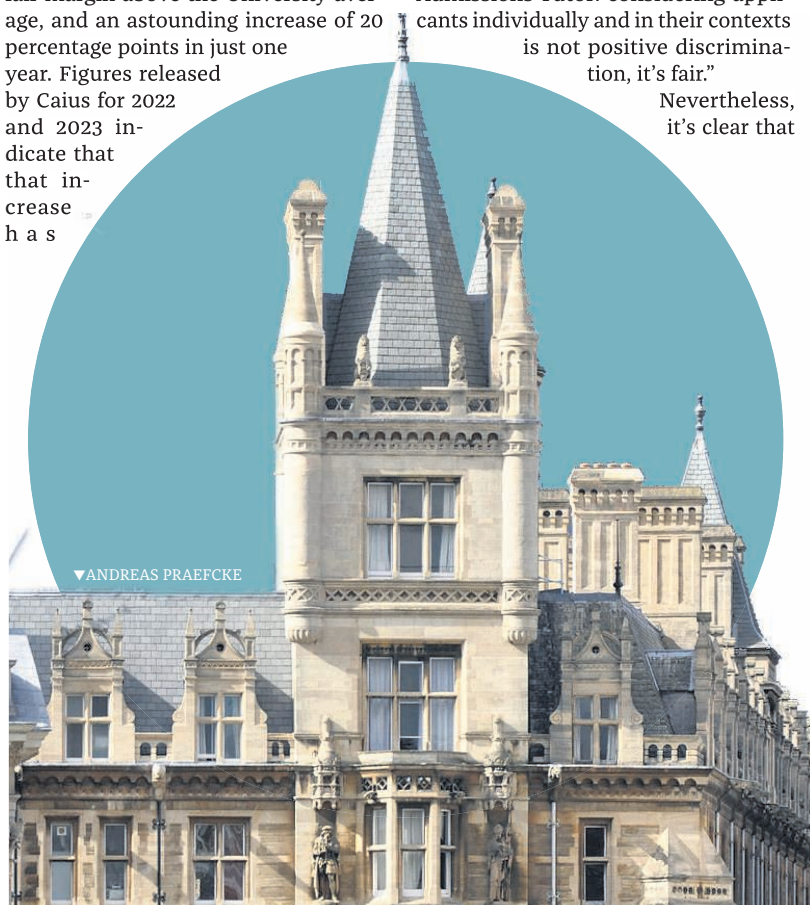 age, and an astounding increase of 20
percentage points in just one
year. Figures released
by Caius for 2022
and 2023 in-
dicate that
that in-
crease
has
cants individually and in their contexts
is not positive discrimina-
tion, it’s fair.”
Nevertheless,
it’s clear that
▼ANDREAS PRAEFCKE